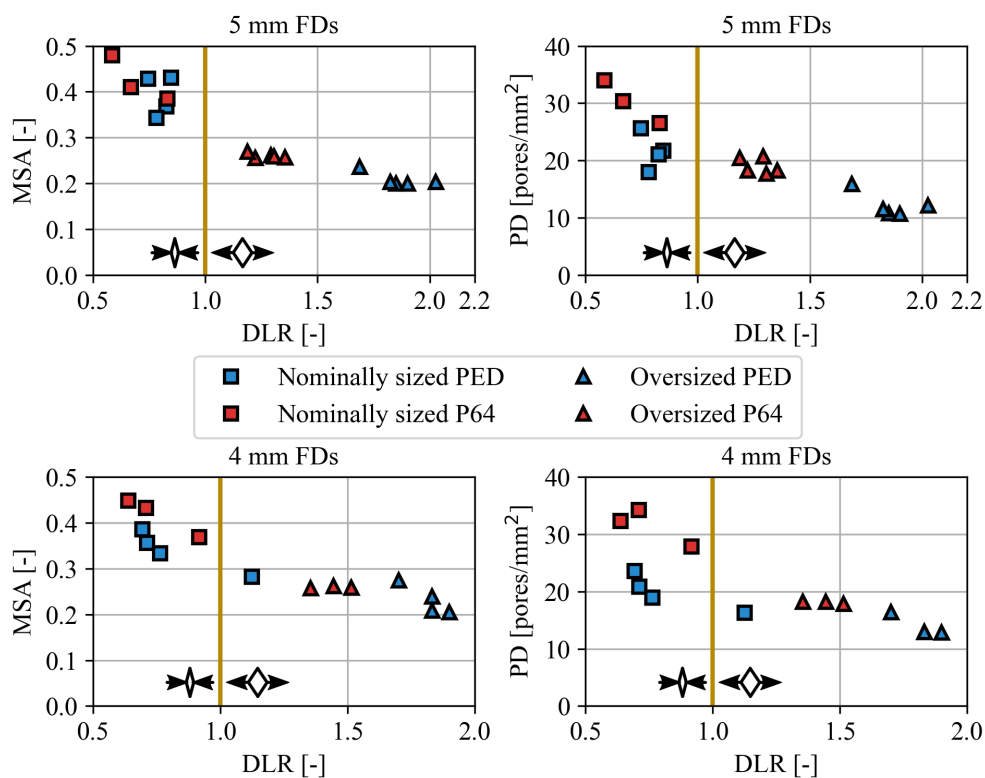 5 mm FDs
0.5
0.4
0.3
0.2
0.1
0.0
MSA [-]
0.5 1.0 1.5 2.0 2.2
DLR [-]
5 mm FDs
40
30
20
10
0
PD [pores/mm²]
0.5 1.0 1.5 2.0 2.2
DLR [-]
Nominally sized PED
Oversized PED
Nominally sized P64
Oversized P64
4 mm FDs
0.5
0.4
0.3
0.2
0.1
0.0
MSA [-]
0.5 1.0 1.5 2.0
DLR [-]
4 mm FDs
40
30
20
10
0
PD [pores/mm²]
0.5 1.0 1.5 2.0
DLR [-]